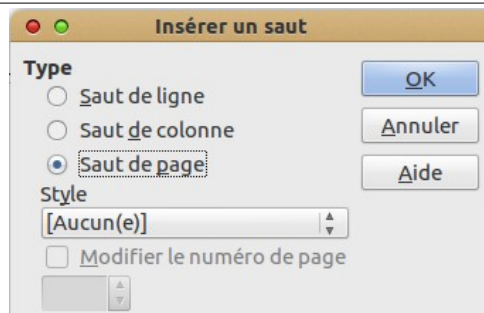 Insérer un saut
Type
Saut de ligne
Saut de colonne
Saut de page
Style
[Aucun(e)]
Modifier le numéro de page
OK
Annuler
Aide